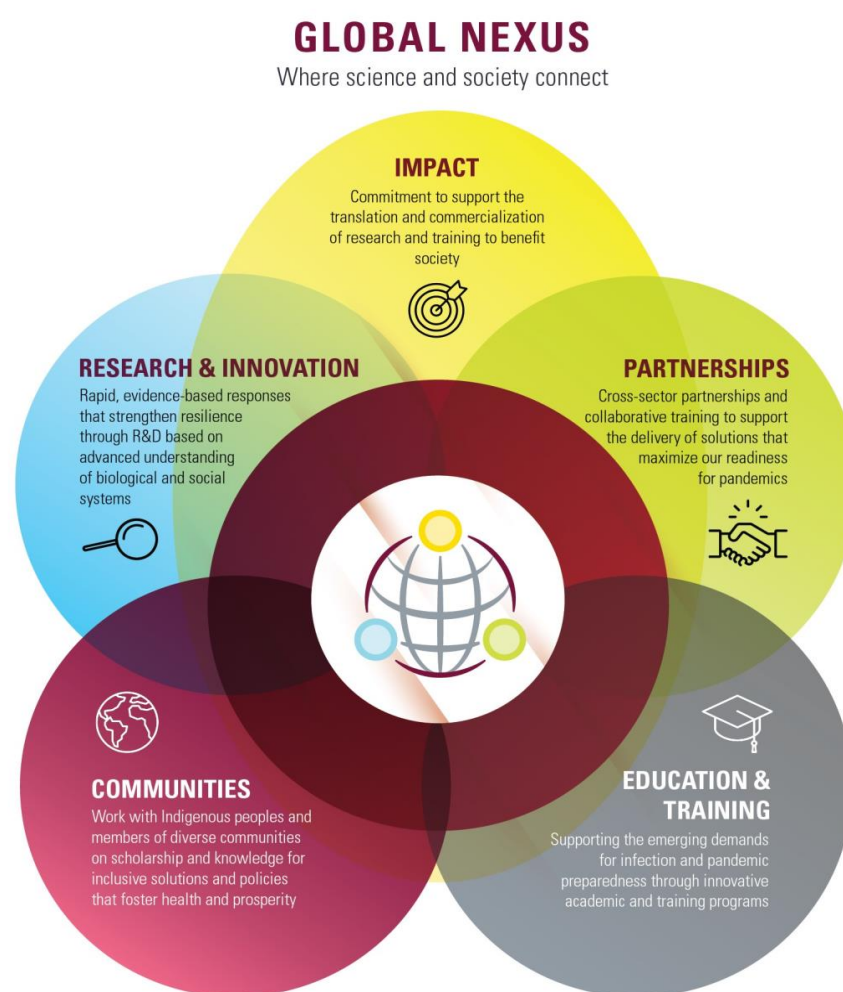 GLOBAL NEXUS
Where science and society connect
IMPACT
Commitment to support the
translation and commercialization
of research and training to benefit
society
RESEARCH & INNOVATION
Rapid, evidence-based responses
that strengthen resilience
through R&D based on
advanced understanding
of biological and social
systems
PARTNERSHIPS
Cross-sector partnerships and
collaborative training to support
the delivery of solutions that
maximize our readiness
for pandemics
COMMUNITIES
Work with Indigenous peoples and
members of diverse communities
on scholarship and knowledge for
inclusive solutions and policies
that foster health and prosperity
EDUCATION &
TRAINING
Supporting the emerging demands
for infection and pandemic
preparedness through innovative
academic and training programs